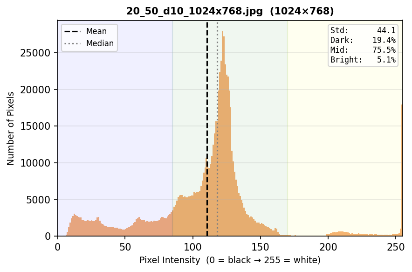 20_50_d10_1024x768.jpg (1024×768)
Mean
Median
Std: 44.1
Dark: 19.4%
Mid: 75.5%
Bright: 5.1%
Number of Pixels
25000
20000
15000
10000
5000
0
0 50 100 150 200 250
Pixel Intensity (0 = black → 255 = white)